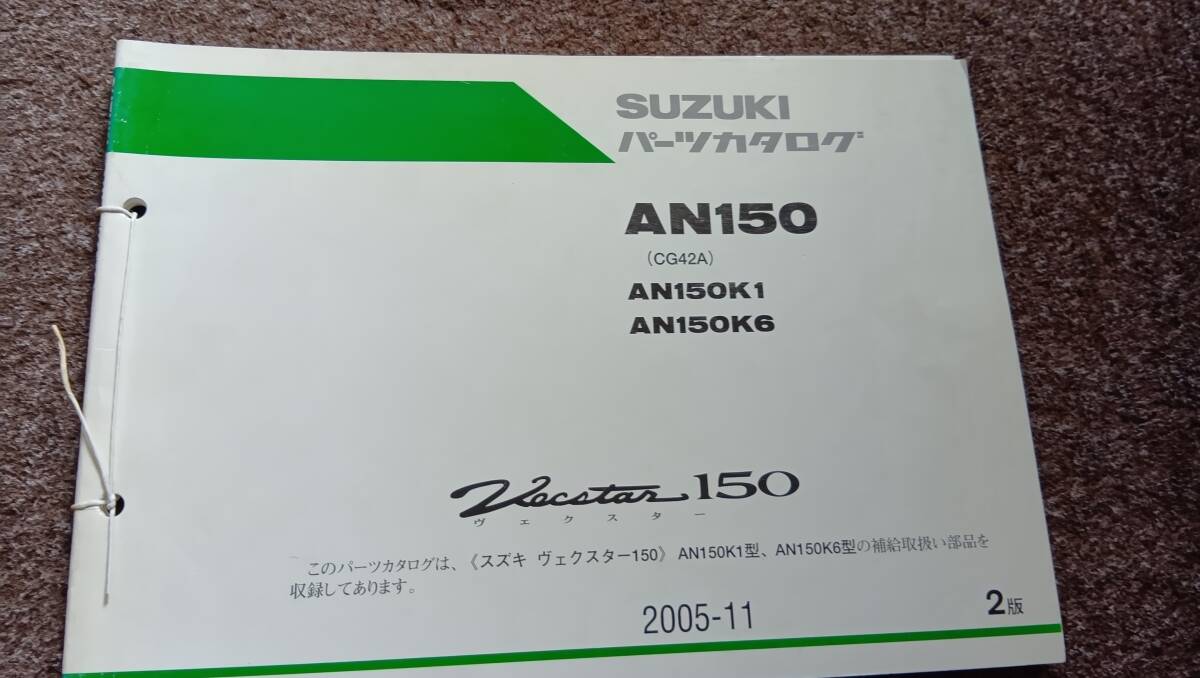 SUZUKI
パーツカタログ
AN150
(CG42A)
AN150K1
AN150K6
Vecstar 150
ヴェクスター
このパーツカタログは、《スズキ ヴェクスター150》 AN150K1型、AN150K6型の補給取扱い部品を
収録してあります。
2005-11
2版